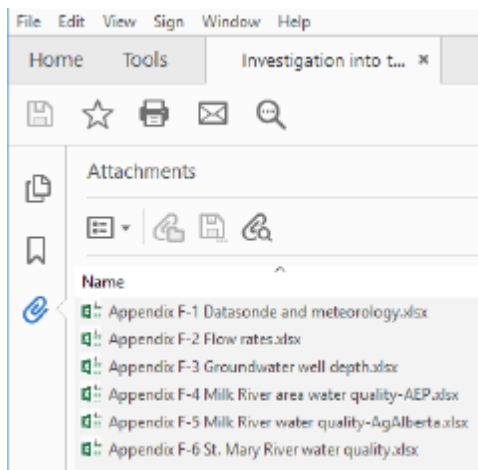 File Edit View Sign Window Help
Home Tools Investigation into t... ×
Attachments
Name
Appendix F-1 Datasonde and meteorology.xlsx
Appendix F-2 Flow rates.xlsx
Appendix F-3 Groundwater well depth.xlsx
Appendix F-4 Milk River area water quality-AEP.xlsx
Appendix F-5 Milk River water quality-AgAlberta.xlsx
Appendix F-6 St. Mary River water quality.xlsx